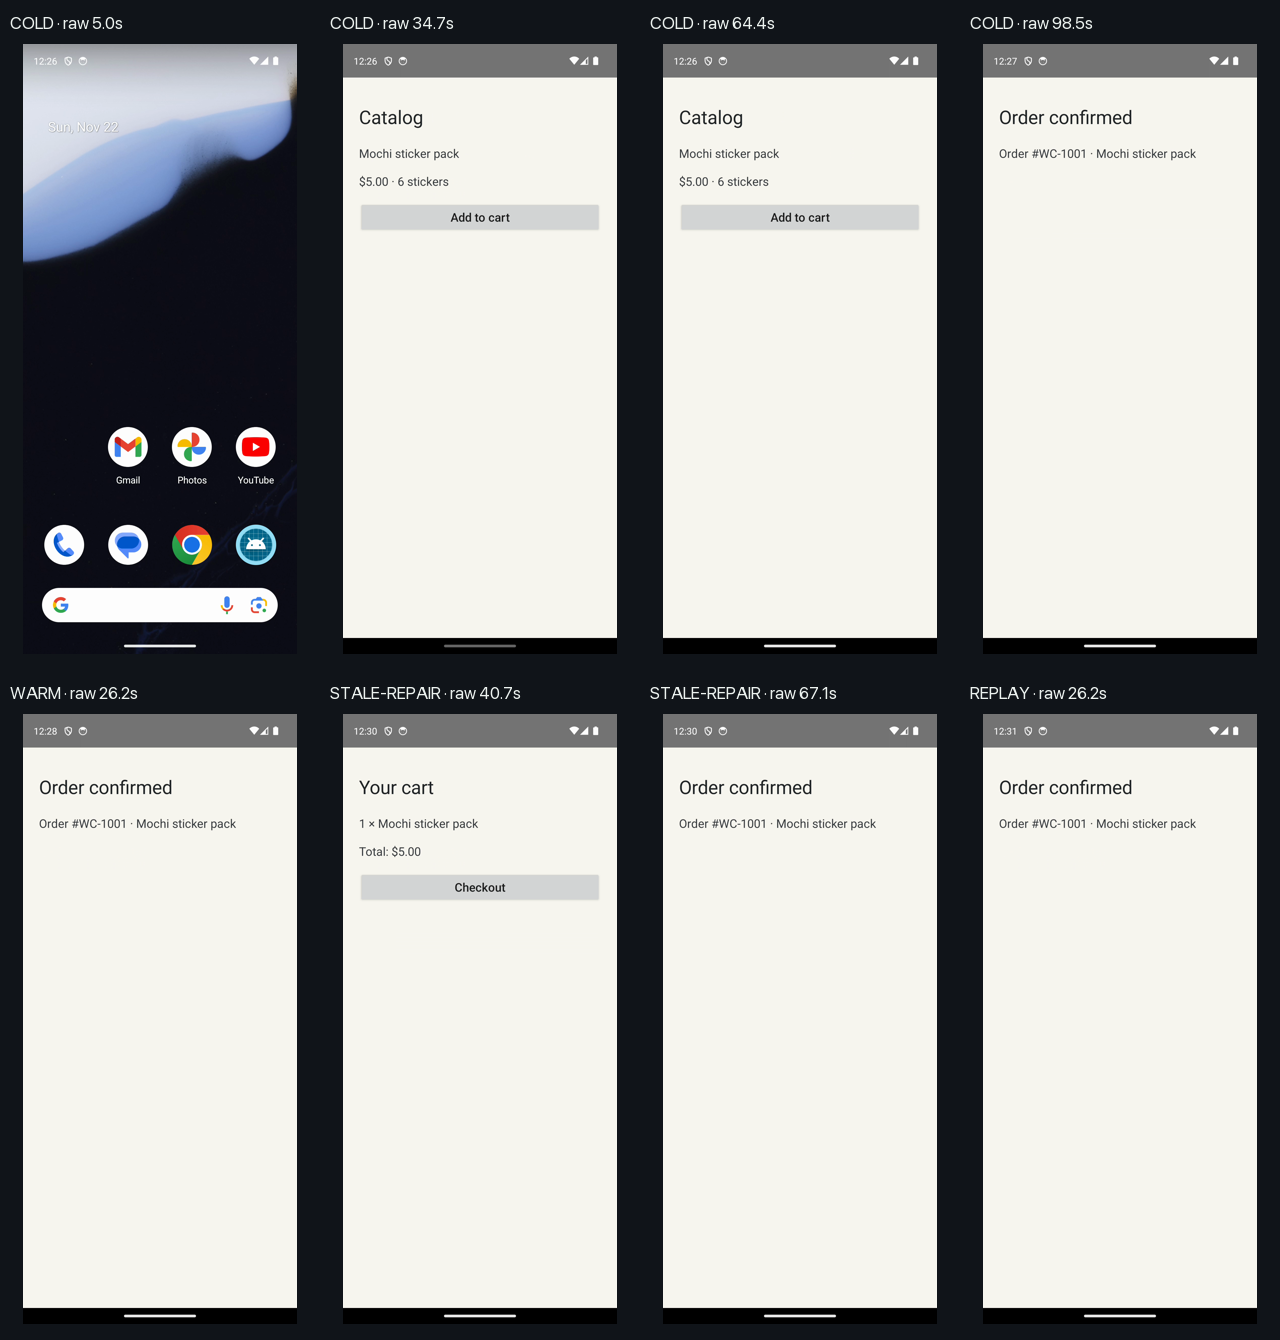 COLD · raw 5.0s
12:26
Sun, Nov 22
Gmail
Photos
YouTube
COLD · raw 34.7s
12:26
Catalog
Mochi sticker pack
$5.00 · 6 stickers
Add to cart
COLD · raw 64.4s
12:26
Catalog
Mochi sticker pack
$5.00 · 6 stickers
Add to cart
COLD · raw 98.5s
12:27
Order confirmed
Order #WC-1001 · Mochi sticker pack
WARM · raw 26.2s
12:28
Order confirmed
Order #WC-1001 · Mochi sticker pack
STALE-REPAIR · raw 40.7s
12:30
Your cart
1 × Mochi sticker pack
Total: $5.00
Checkout
STALE-REPAIR · raw 67.1s
12:30
Order confirmed
Order #WC-1001 · Mochi sticker pack
REPLAY · raw 26.2s
12:31
Order confirmed
Order #WC-1001 · Mochi sticker pack